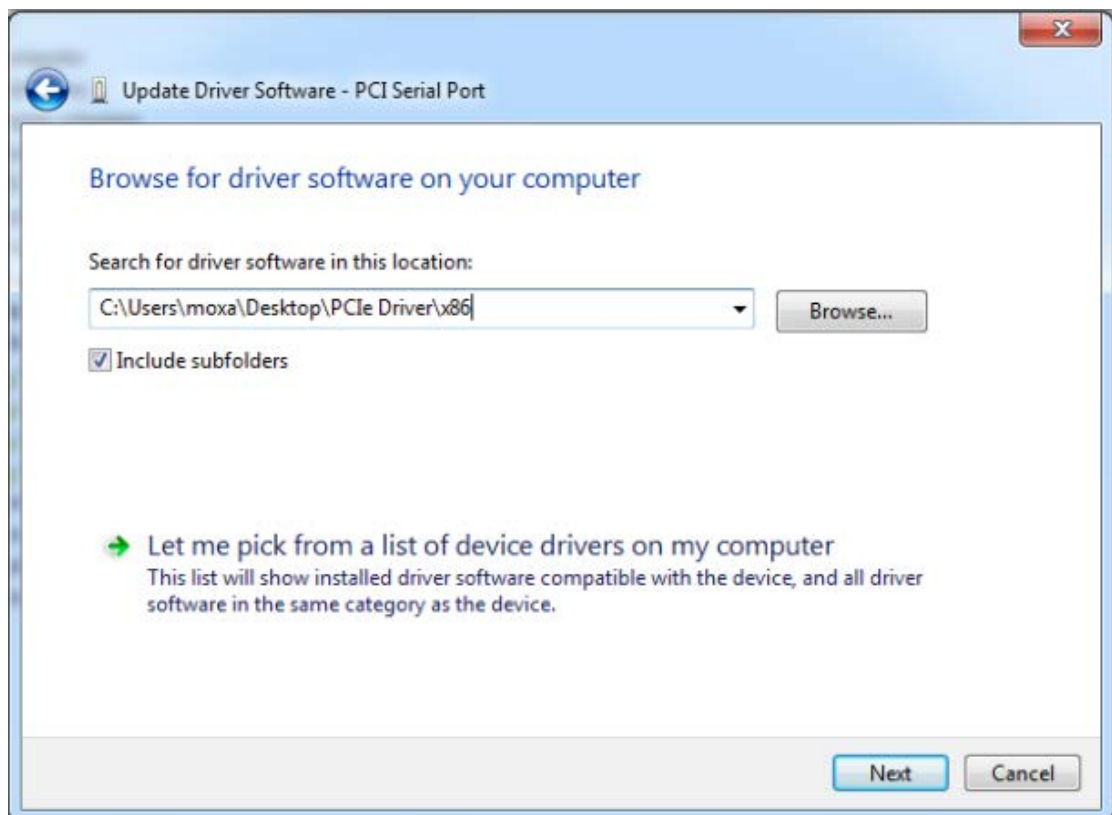 Update Driver Software - PCI Serial Port
Browse for driver software on your computer
Search for driver software in this location:
C:\Users\moxa\Desktop\PCIe Driver\x86
Browse...
Include subfolders
Let me pick from a list of device drivers on my computer
This list will show installed driver software compatible with the device, and all driver
software in the same category as the device.
Next
Cancel